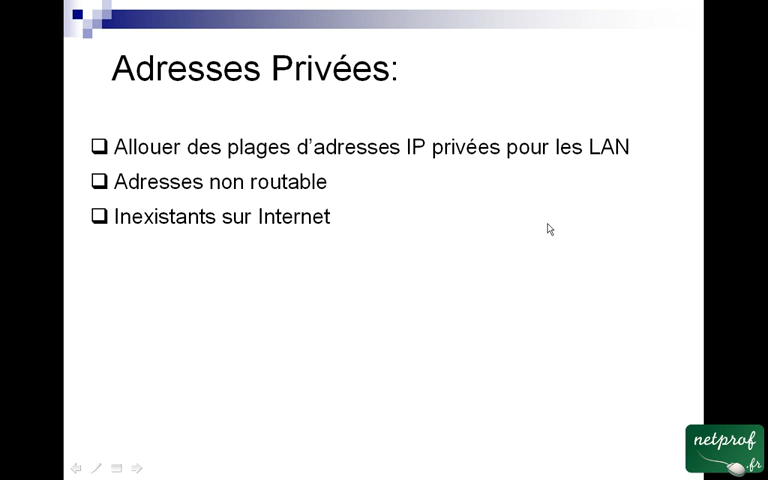 Adresses Privées:
Allouer des plages d’adresses IP privées pour les LAN
Adresses non routable
Inexistants sur Internet
netprof
.fr